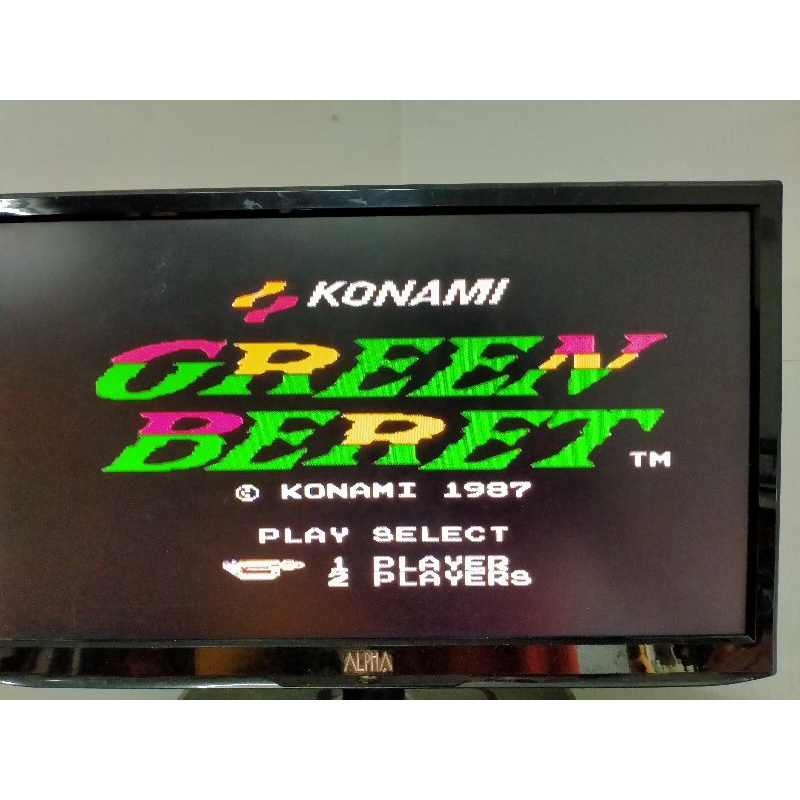 KONAMI
GREEN
BERET TM
© KONAMI 1987
PLAY SELECT
1 PLAYER
2 PLAYERS
ALPHA